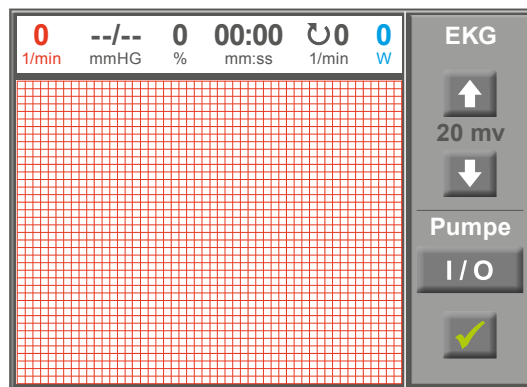 0 --/-- 0 00:00 ↻0 0
1/min mmHG % mm:ss 1/min W
EKG
20 mv
Pumpe
I / O